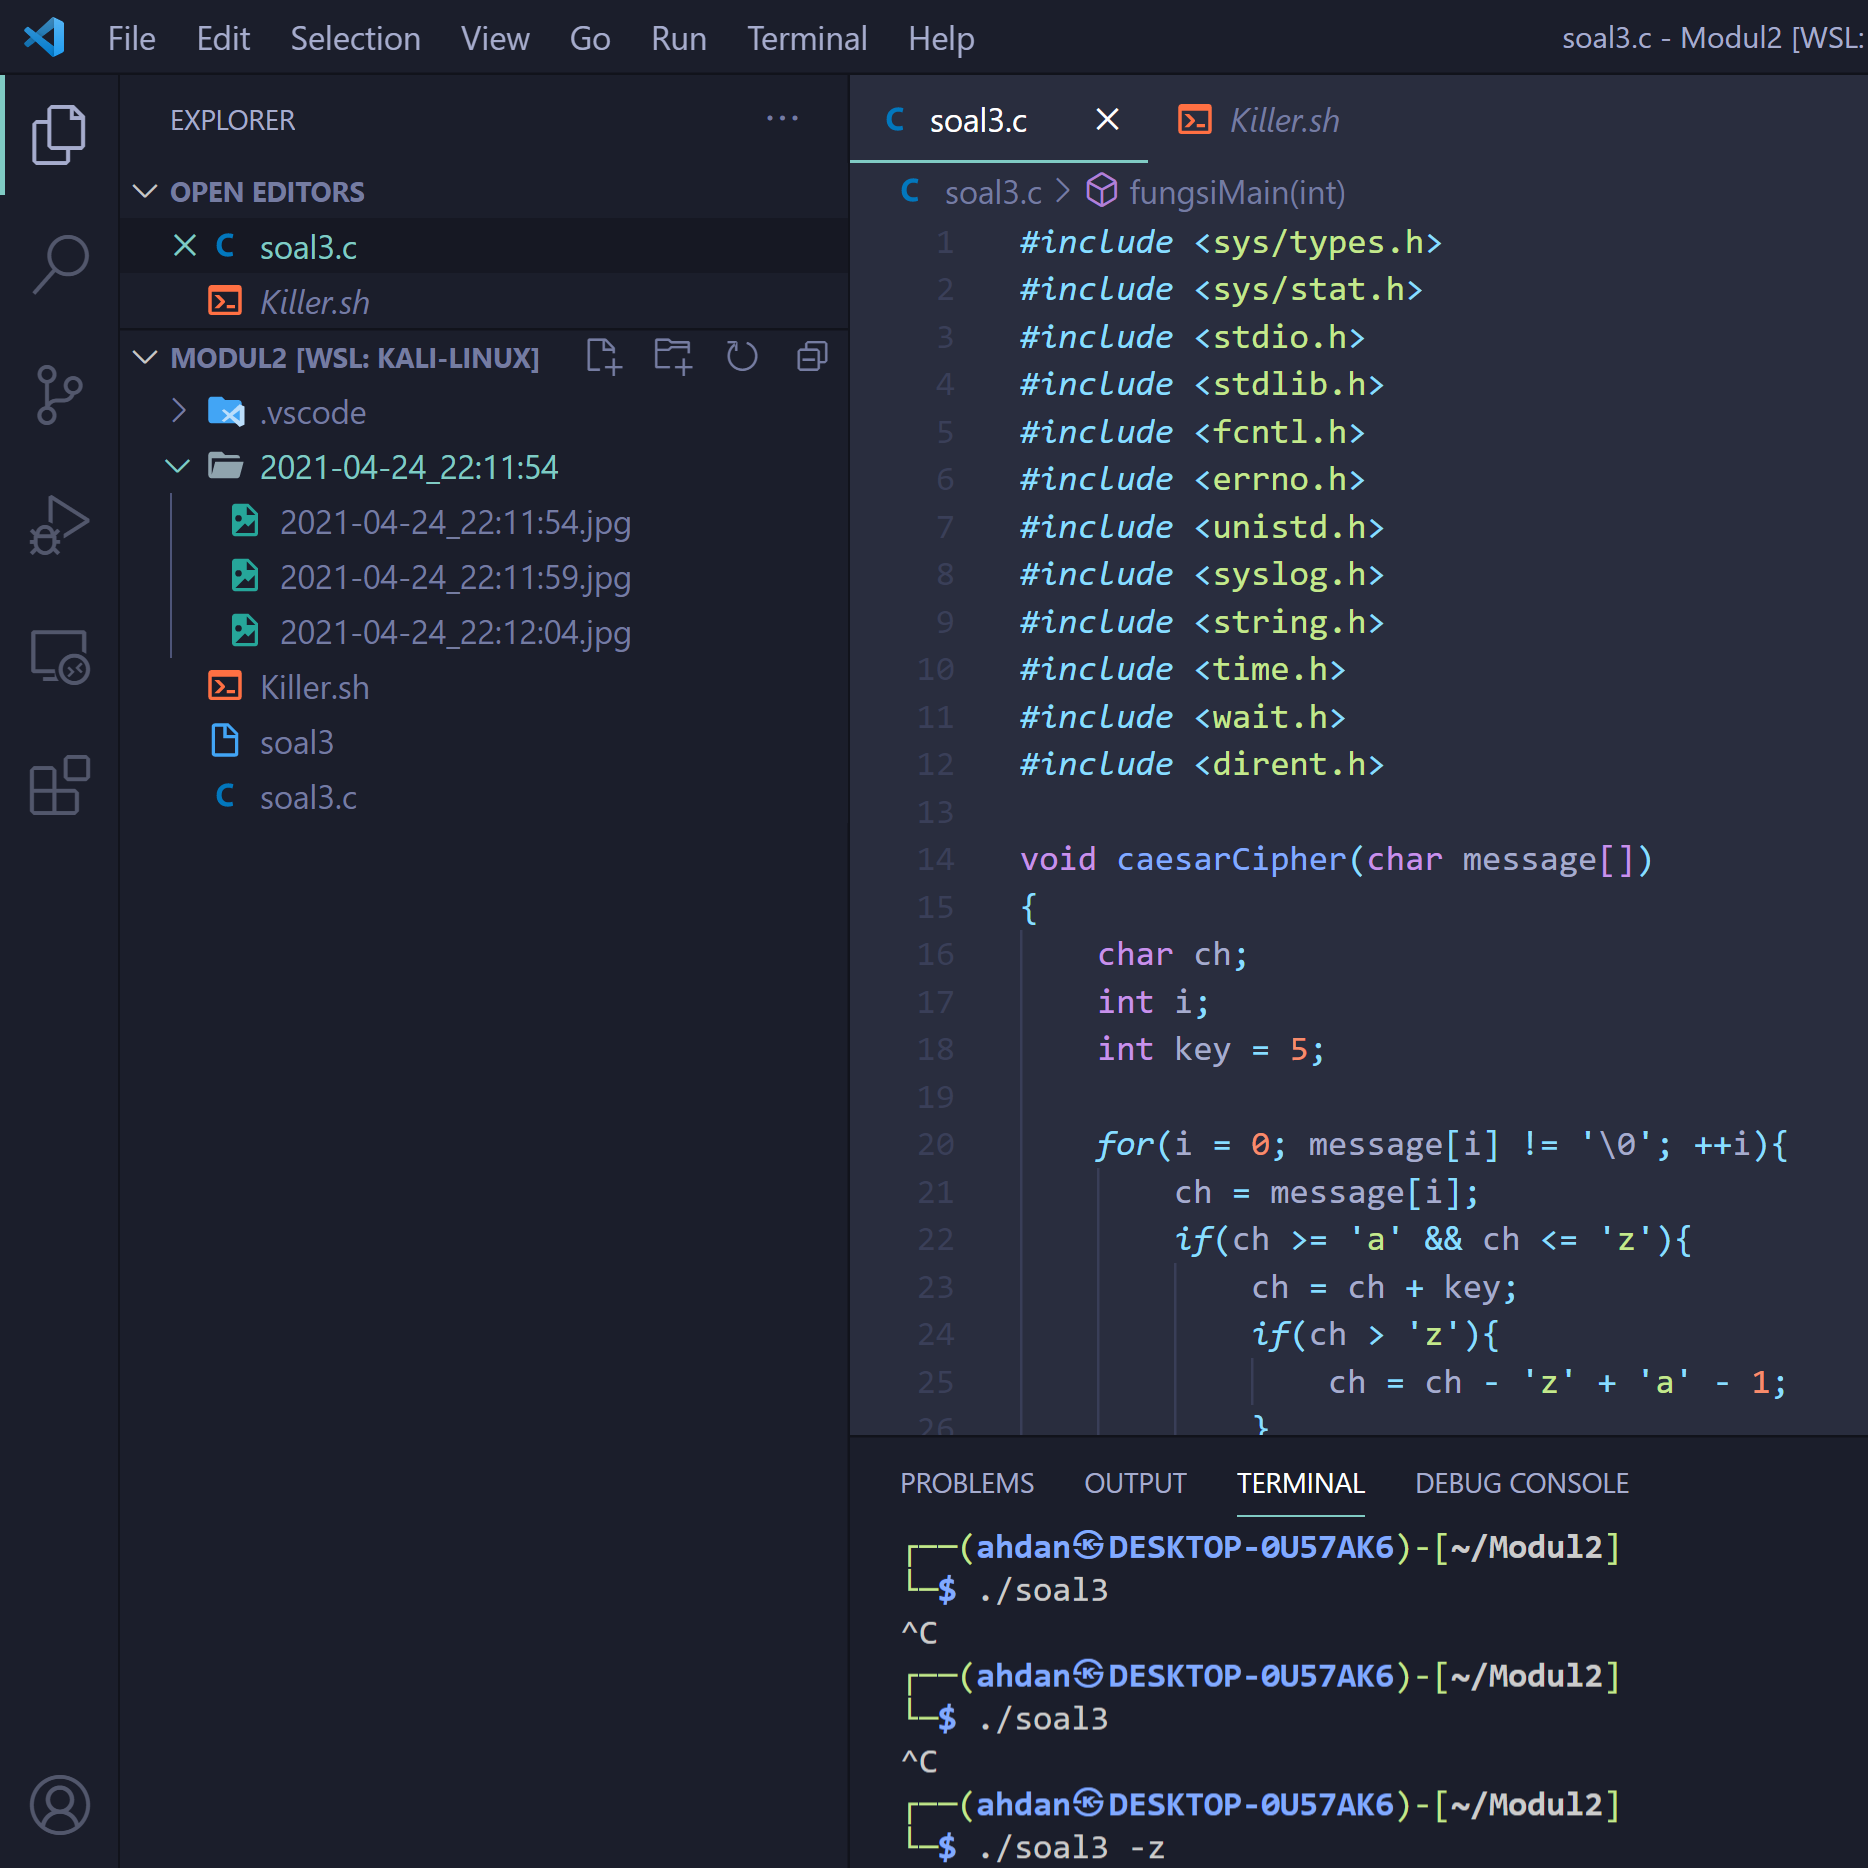 File Edit Selection View Go Run Terminal Help
soal3.c - Modul2 [WSL:
EXPLORER
OPEN EDITORS
soal3.c
Killer.sh
MODUL2 [WSL: KALI-LINUX]
.vscode
2021-04-24_22:11:54
2021-04-24_22:11:54.jpg
2021-04-24_22:11:59.jpg
2021-04-24_22:12:04.jpg
Killer.sh
soal3
soal3.c
soal3.c Killer.sh
soal3.c > fungsiMain(int)
1 #include <sys/types.h>
2 #include <sys/stat.h>
3 #include <stdio.h>
4 #include <stdlib.h>
5 #include <fcntl.h>
6 #include <errno.h>
7 #include <unistd.h>
8 #include <syslog.h>
9 #include <string.h>
10 #include <time.h>
11 #include <wait.h>
12 #include <dirent.h>
13
14 void caesarCipher(char message[])
15 {
16     char ch;
17     int i;
18     int key = 5;
19
20     for(i = 0; message[i] != '\0'; ++i){
21         ch = message[i];
22         if(ch >= 'a' && ch <= 'z'){
23             ch = ch + key;
24             if(ch > 'z'){
25                 ch = ch - 'z' + 'a' - 1;
26             }
PROBLEMS OUTPUT TERMINAL DEBUG CONSOLE
┌──(ahdan㉿DESKTOP-0U57AK6)-[~/Modul2]
└─$ ./soal3
^C
┌──(ahdan㉿DESKTOP-0U57AK6)-[~/Modul2]
└─$ ./soal3
^C
┌──(ahdan㉿DESKTOP-0U57AK6)-[~/Modul2]
└─$ ./soal3 -z